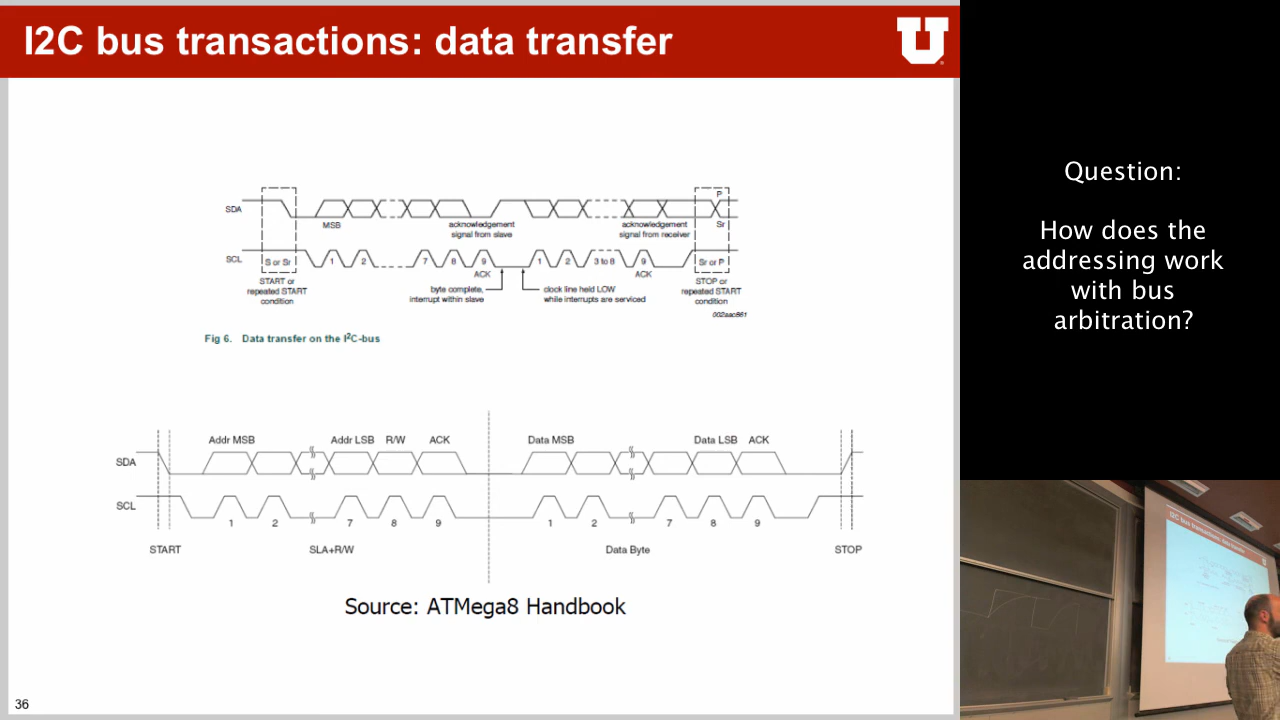 I2C bus transactions: data transfer
U
SDA
MSB
acknowledgement
signal from slave
acknowledgement
signal from receiver
P
Sr
SCL
S or Sr
1
2
7
8
9
1
2
3 to 8
9
Sr or P
ACK
ACK
START or
repeated START
condition
byte complete,
interrupt within slave
clock line held LOW
while interrupts are serviced
STOP or
repeated START
condition
002aac861
Fig 6. Data transfer on the I2C-bus
Addr MSB
Addr LSB
R/W
ACK
Data MSB
Data LSB
ACK
SDA
SCL
1
2
7
8
9
1
2
7
8
9
START
SLA+R/W
Data Byte
STOP
Source: ATMega8 Handbook
36
Question:
How does the
addressing work
with bus
arbitration?
I2C bus transactions: data transfer